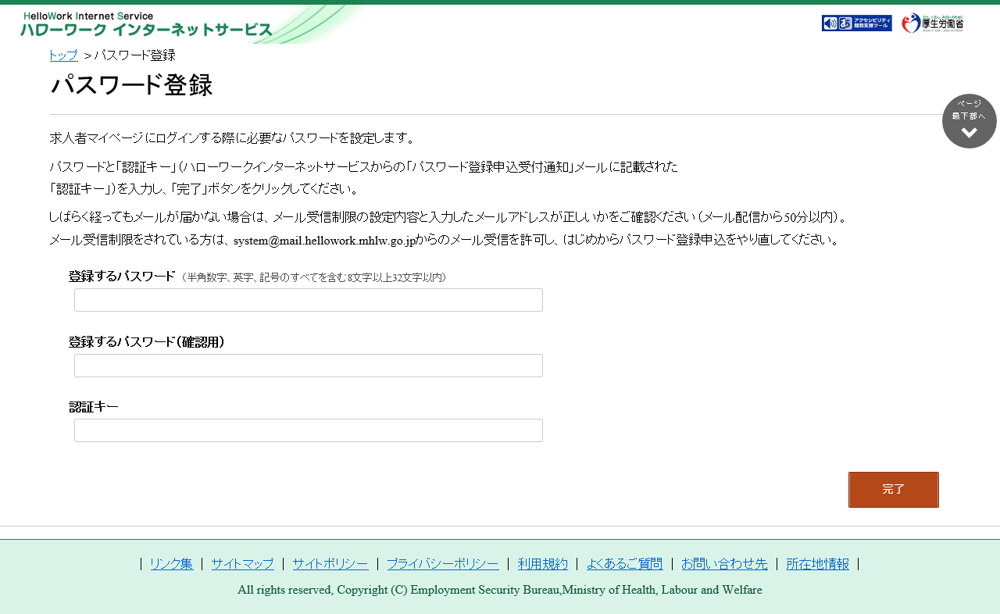 HelloWork Internet Service
ハローワーク インターネットサービス
アクセシビリティ
閲覧支援ツール
ひと、くらし、みらいのために
厚生労働省
トップ > パスワード登録
パスワード登録
ページ
最下部へ
求人者マイページにログインする際に必要なパスワードを設定します。
パスワードと「認証キー」（ハローワークインターネットサービスからの「パスワード登録申込受付通知」メールに記載された
「認証キー」）を入力し、「完了」ボタンをクリックしてください。
しばらく経ってもメールが届かない場合は、メール受信制限の設定内容と入力したメールアドレスが正しいかをご確認ください（メール配信から50分以内）。
メール受信制限をされている方は、system@mail.hellowork.mhlw.go.jpからのメール受信を許可し、はじめからパスワード登録申込をやり直してください。
登録するパスワード （半角数字、英字、記号のすべてを含む8文字以上32文字以内）
登録するパスワード（確認用）
認証キー
完了
| リンク集 | サイトマップ | サイトポリシー | プライバシーポリシー | 利用規約 | よくあるご質問 | お問い合わせ先 | 所在地情報 |
All rights reserved, Copyright (C) Employment Security Bureau,Ministry of Health, Labour and Welfare